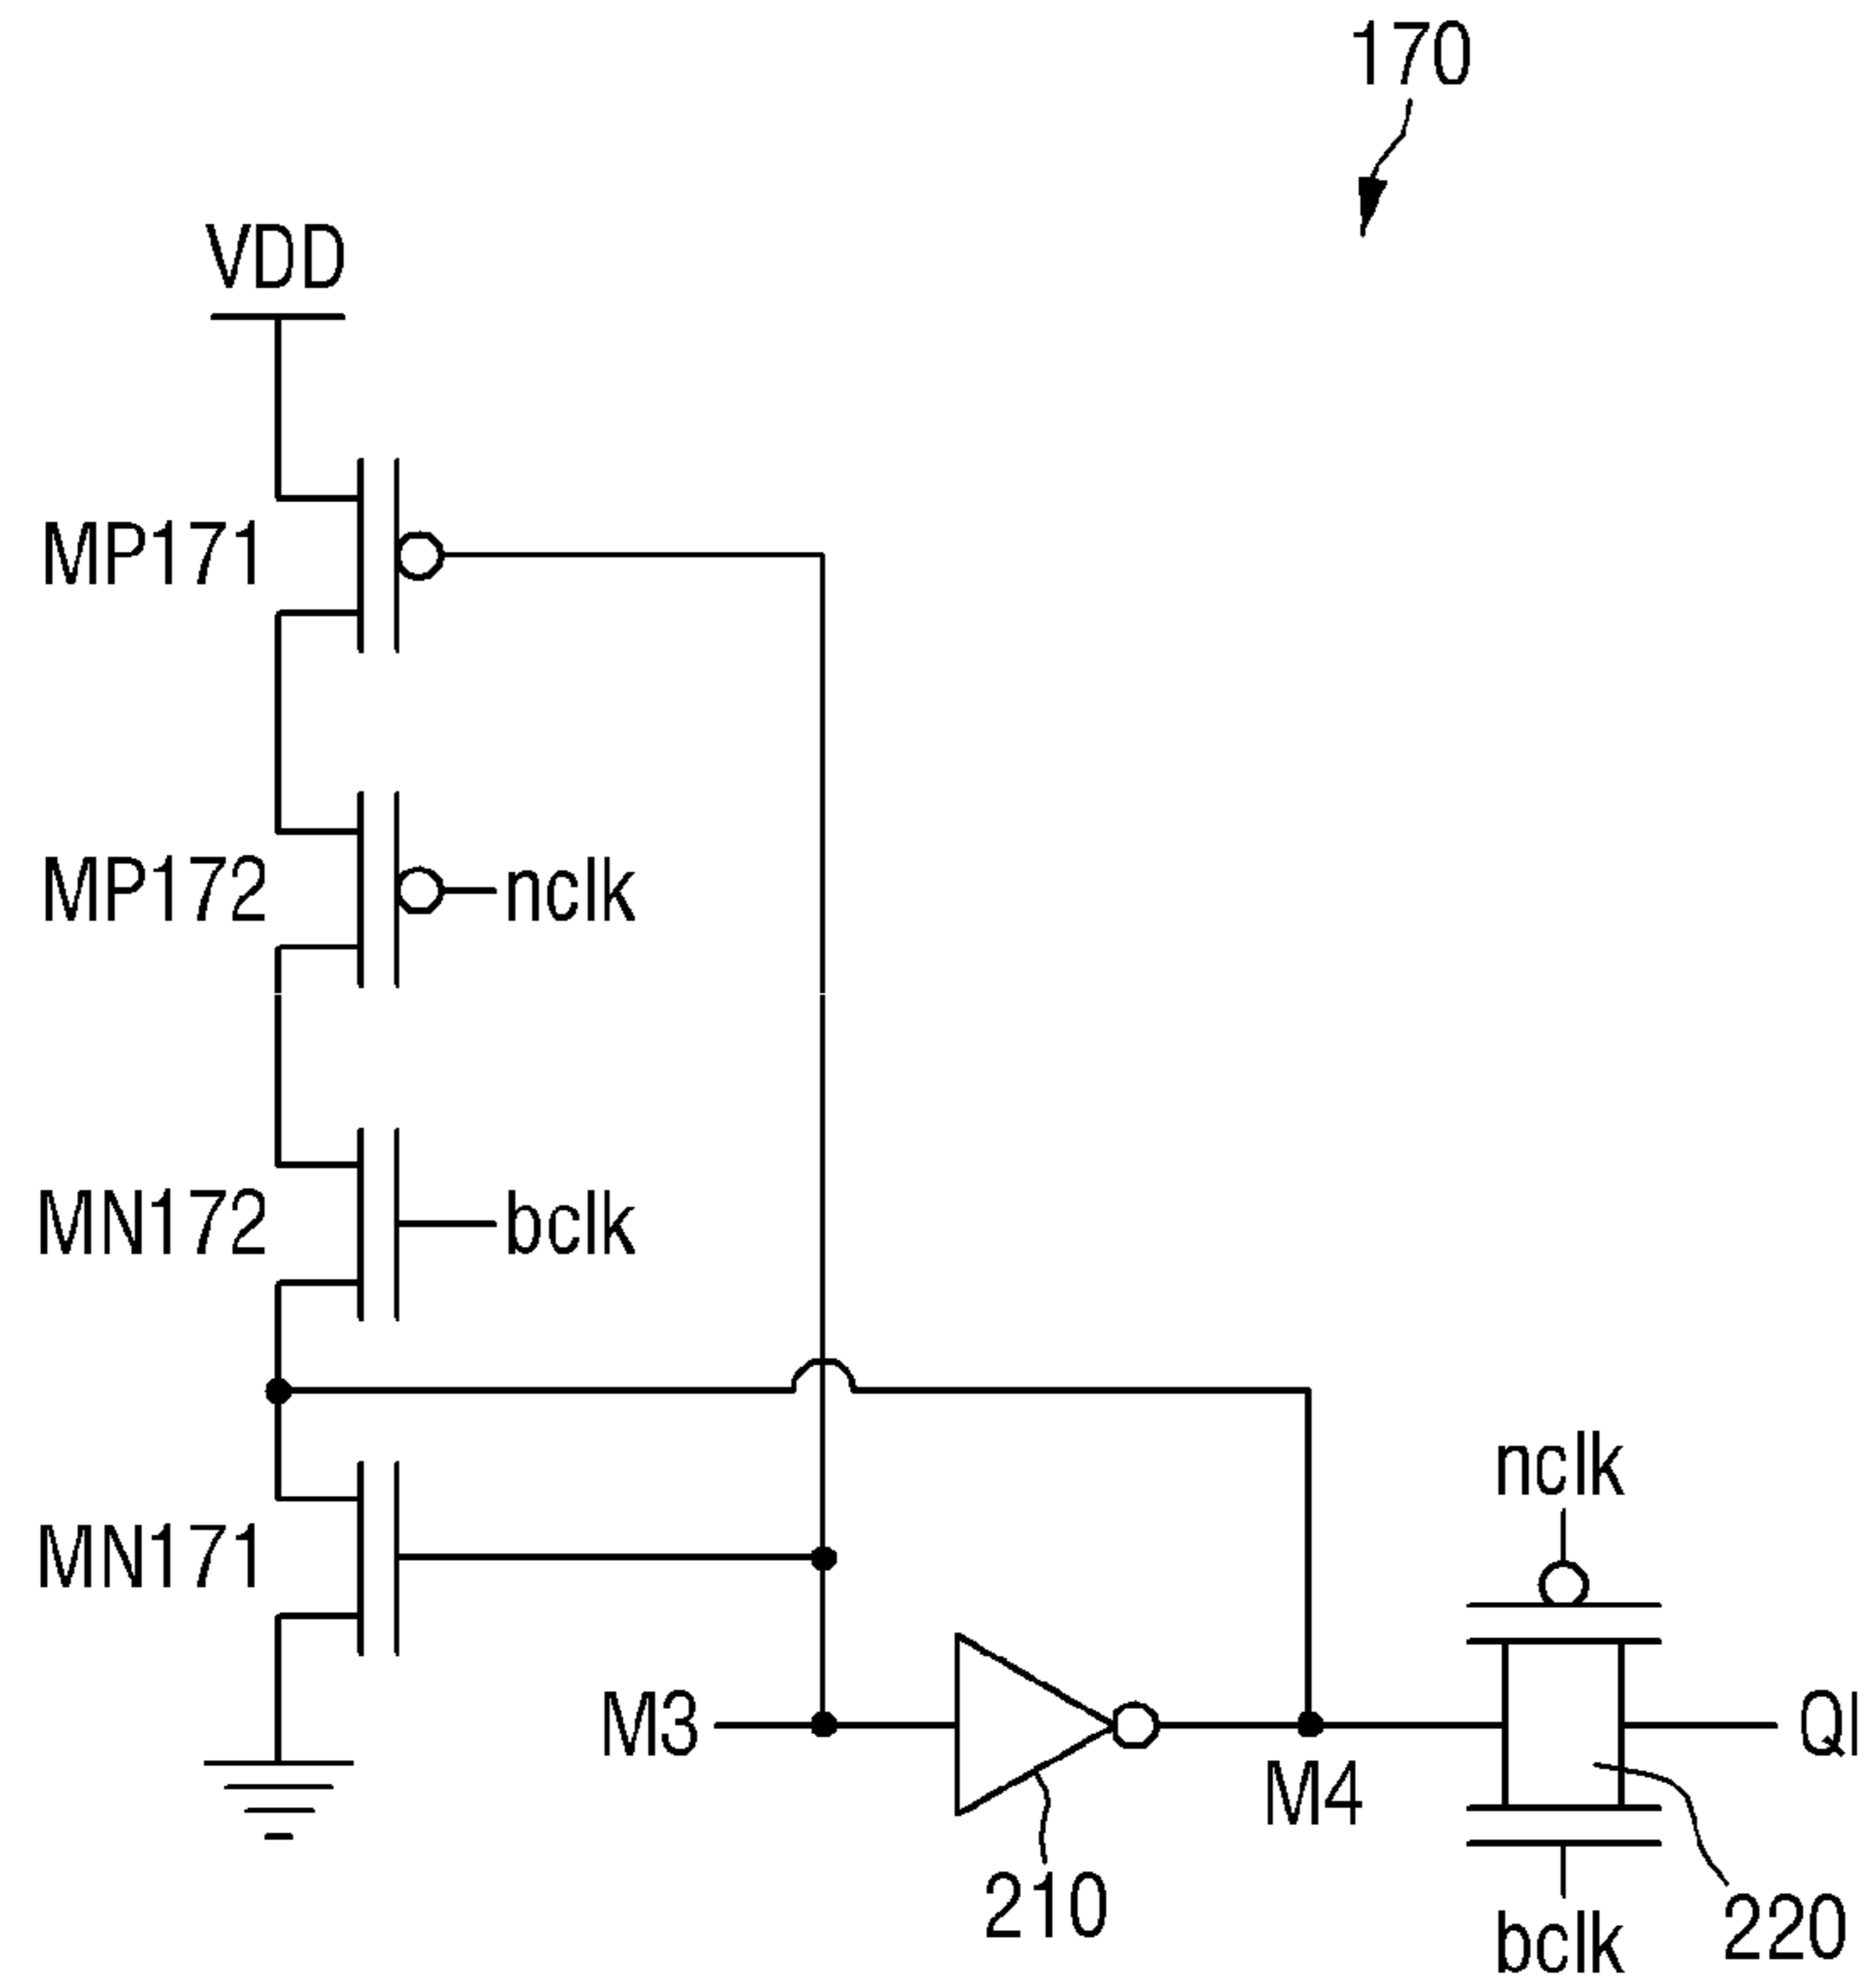 170
VDD
MP171
MP172
nclk
MN172
bclk
nclk
MN171
M3
QI
M4
210
bclk
220